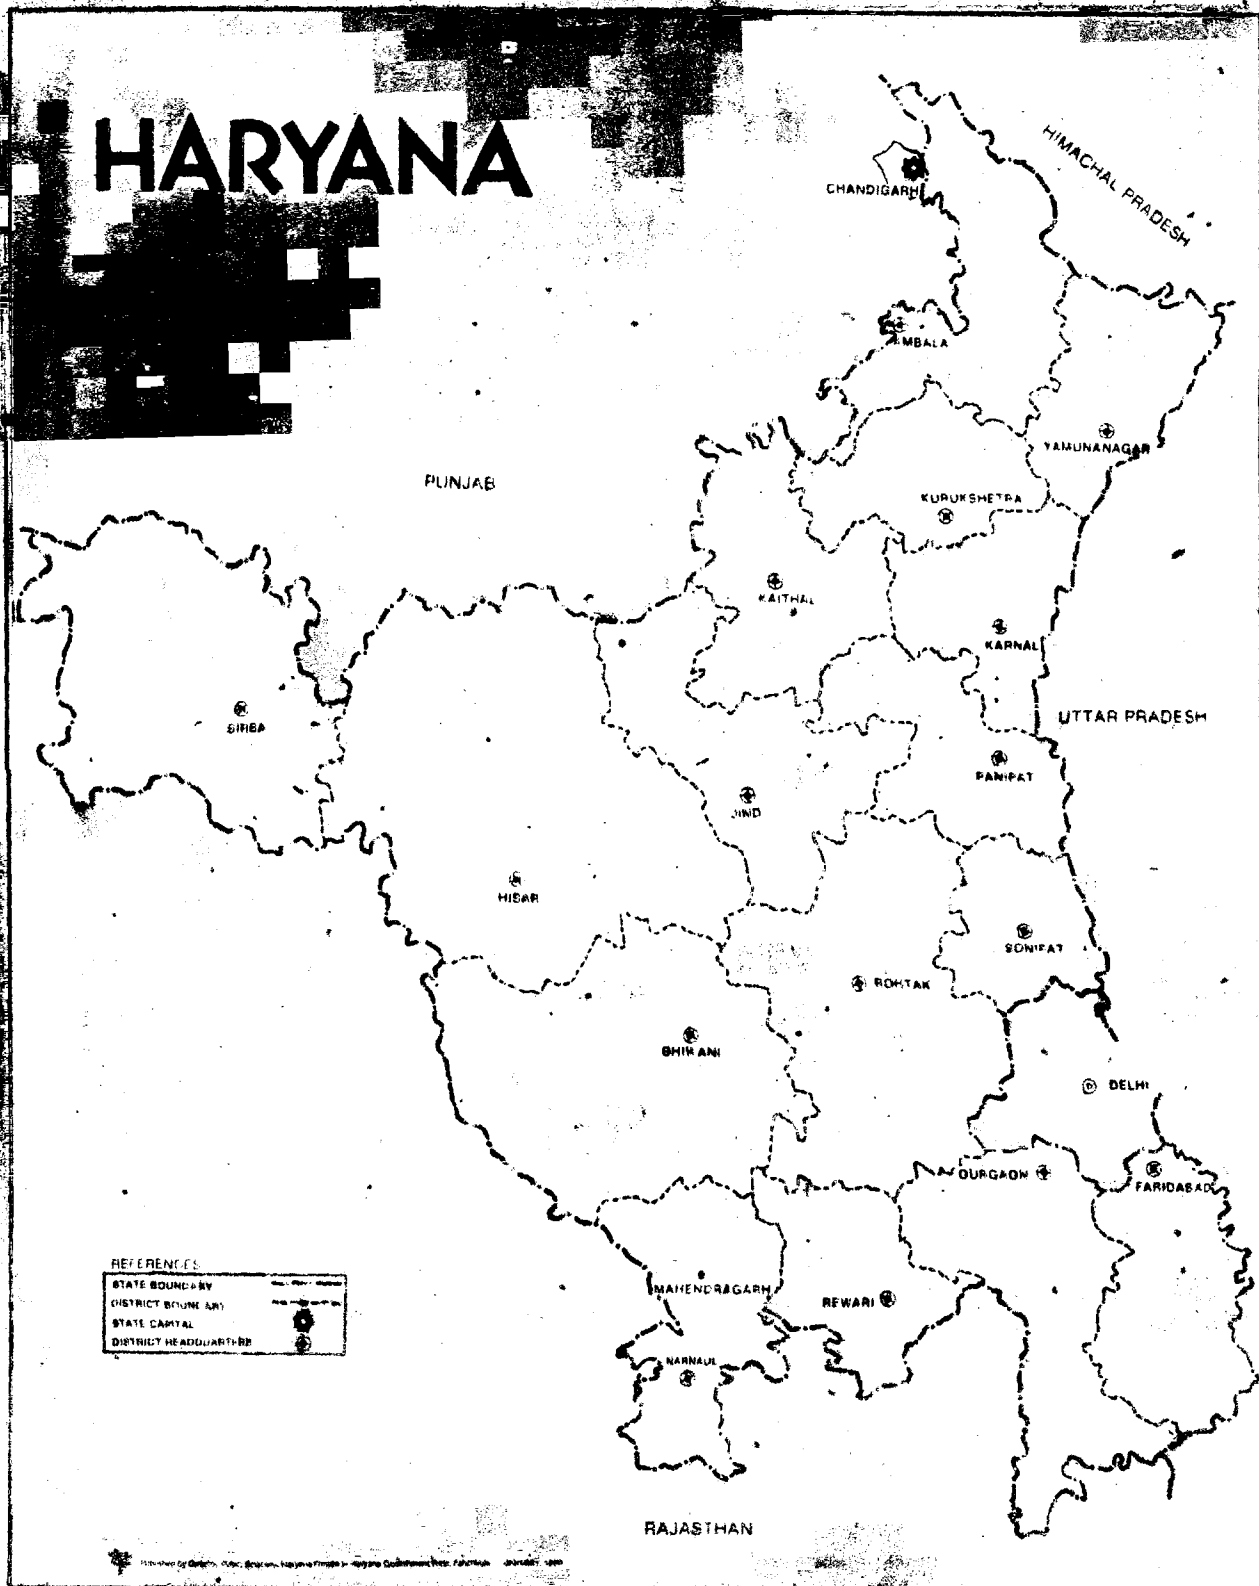 HARYANA
HIMACHAL PRADESH
CHANDIGARH
MBALA
YAMUNANAGAR
PUNJAB
KURUKSHETRA
KAITHAL
KARNAL
UTTAR PRADESH
SIRSA
PANIPAT
JIND
HISAR
SONIPAT
ROHTAK
BHIWANI
DELHI
GURGAON
FARIDABAD
MAHENDRAGARH
REWARI
NARNAUL
REFERENCES
STATE BOUNDARY
DISTRICT BOUNDARY
STATE CAPITAL
DISTRICT HEADQUARTERS
RAJASTHAN